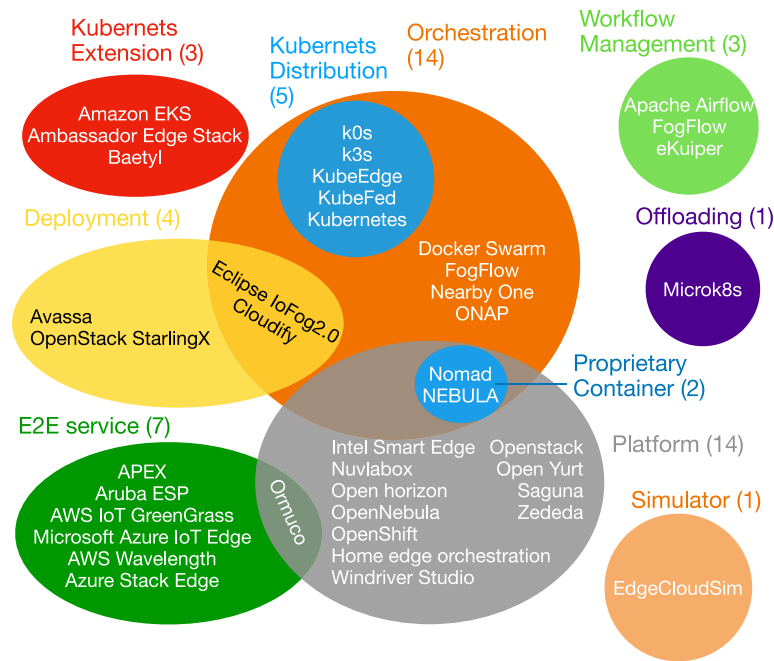 Kubernets
Extension (3)
Amazon EKS
Ambassador Edge Stack
Baetyl
Kubernets
Distribution
(5)
k0s
k3s
KubeEdge
KubeFed
Kubernetes
Orchestration
(14)
Docker Swarm
FogFlow
Nearby One
ONAP
Workflow
Management (3)
Apache Airflow
FogFlow
eKuiper
Deployment (4)
Avassa
OpenStack StarlingX
Eclipse IoFog2.0
Cloudify
Offloading (1)
Microk8s
Nomad
NEBULA
Proprietary
Container (2)
E2E service (7)
APEX
Aruba ESP
AWS IoT GreenGrass
Microsoft Azure IoT Edge
AWS Wavelength
Azure Stack Edge
Ormuco
Platform (14)
Intel Smart Edge
Nuvlabox
Open horizon
OpenNebula
OpenShift
Home edge orchestration
Windriver Studio
Openstack
Open Yurt
Saguna
Zededa
Simulator (1)
EdgeCloudSim